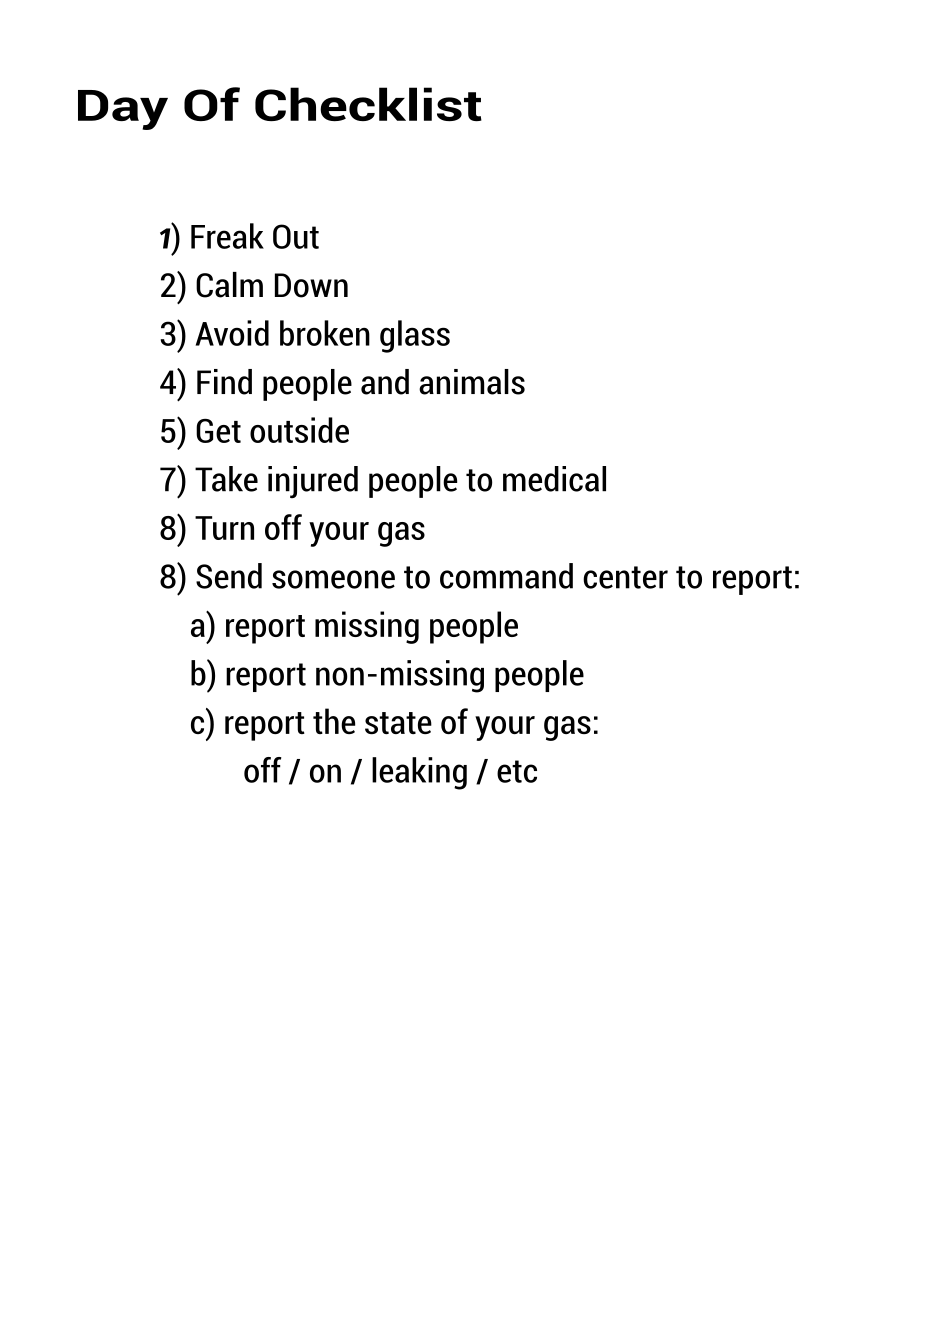 Day Of Checklist
1) Freak Out
2) Calm Down
3) Avoid broken glass
4) Find people and animals
5) Get outside
7) Take injured people to medical
8) Turn off your gas
8) Send someone to command center to report:
a) report missing people
b) report non-missing people
c) report the state of your gas:
off / on / leaking / etc